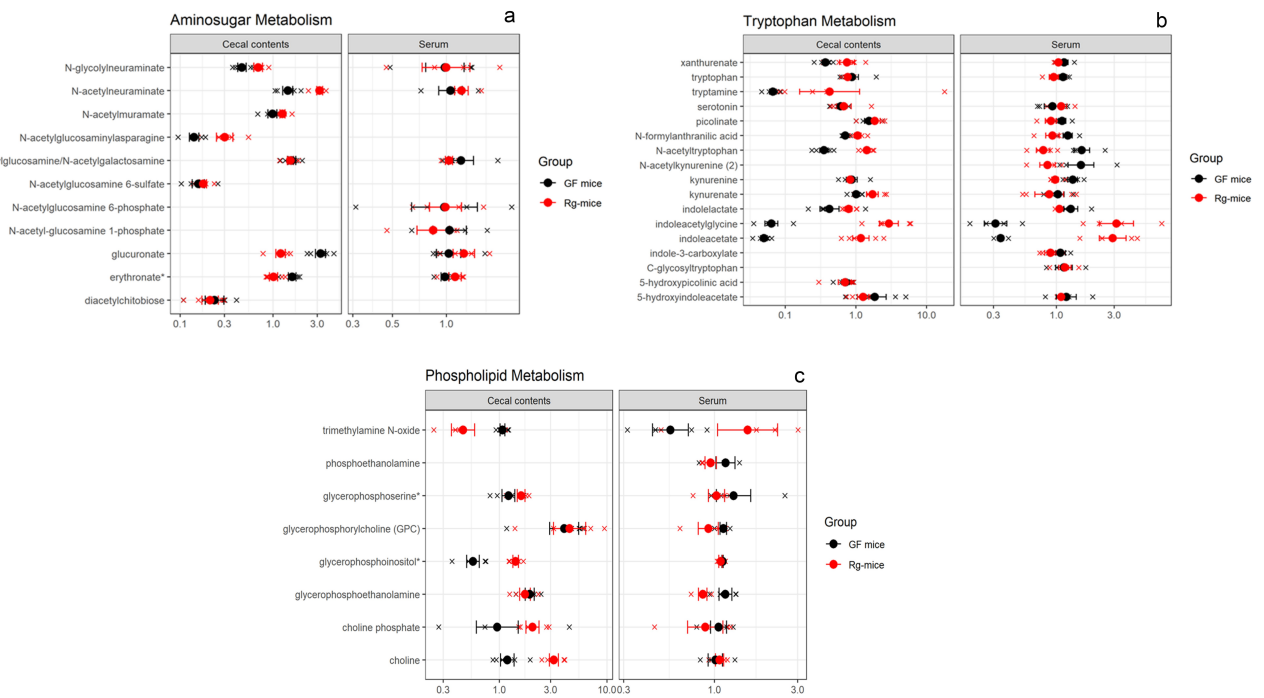 Aminosugar Metabolism
a
Cecal contents
Serum
N-glycolylneuraminate
N-acetylneuraminate
N-acetylmuramate
N-acetylglucosaminylasparagine
ylglucosamine/N-acetylgalactosamine
N-acetylglucosamine 6-sulfate
N-acetylglucosamine 6-phosphate
N-acetyl-glucosamine 1-phosphate
glucuronate
erythronate*
diacetylchitobiose
0.1 0.3 1.0 3.0
0.3 0.5 1.0
Group
GF mice
Rg-mice
Tryptophan Metabolism
b
Cecal contents
Serum
xanthurenate
tryptophan
tryptamine
serotonin
picolinate
N-formylanthranilic acid
N-acetyltryptophan
N-acetylkynurenine (2)
kynurenine
kynurenate
indolelactate
indoleacetylglycine
indoleacetate
indole-3-carboxylate
C-glycosyltryptophan
5-hydroxypicolinic acid
5-hydroxyindoleacetate
0.1 1.0 10.0
0.3 1.0 3.0
Group
GF mice
Rg-mice
Phospholipid Metabolism
c
Cecal contents
Serum
trimethylamine N-oxide
phosphoethanolamine
glycerophosphoserine*
glycerophosphorylcholine (GPC)
glycerophosphoinositol*
glycerophosphoethanolamine
choline phosphate
choline
0.3 1.0 3.0 10.0
0.3 1.0 3.0
Group
GF mice
Rg-mice